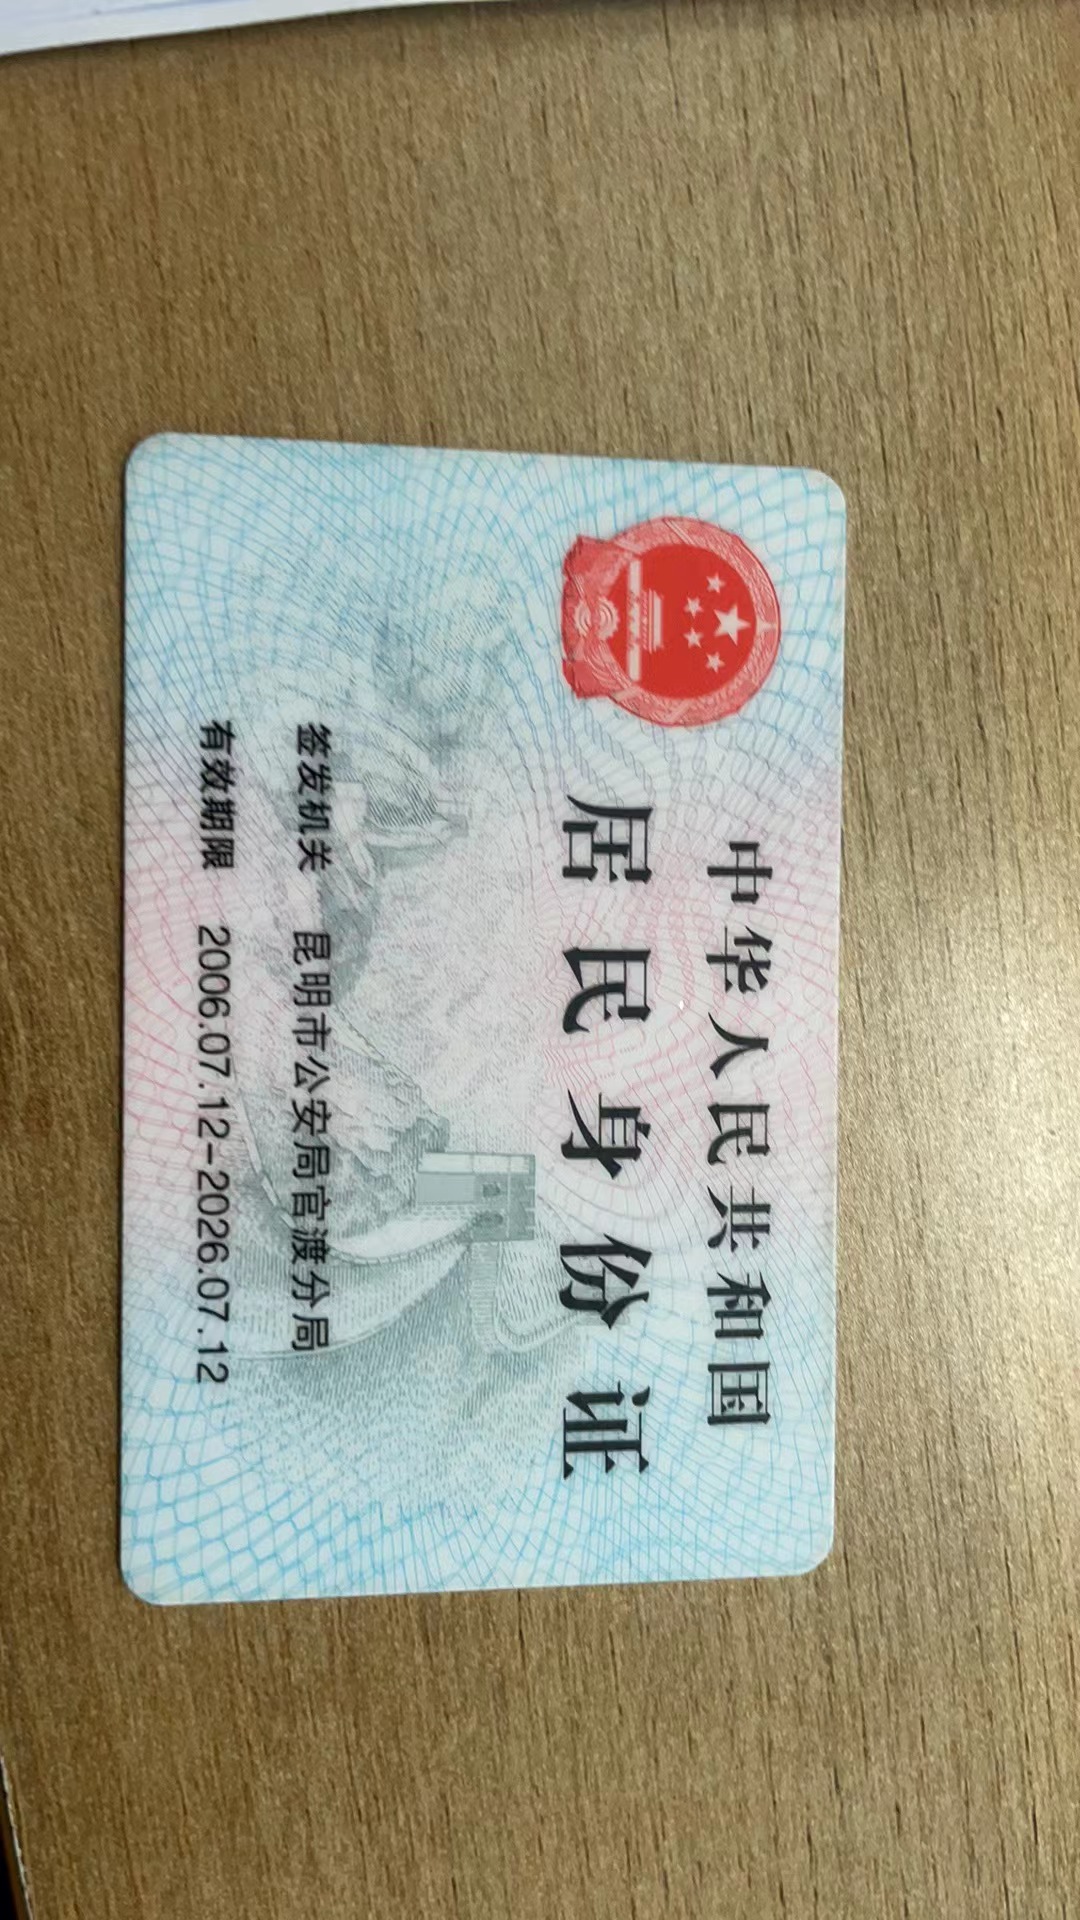 中华人民共和国
居民身份证
签发机关 昆明市公安局官渡分局
有效期限 2006.07.12-2026.07.12